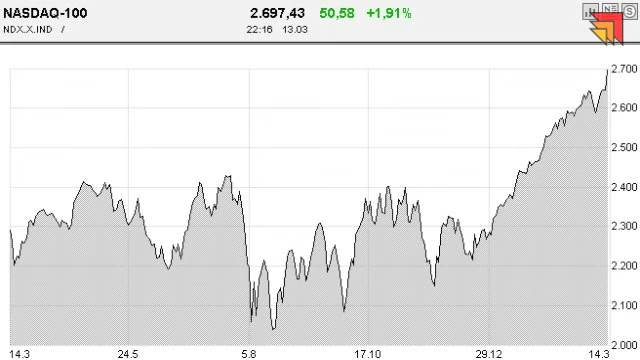 NASDAQ-100 2.697,43 50,58 +1,91%
NDX.X.IND / 22:16 13.03
2.700
2.600
2.500
2.400
2.300
2.200
2.100
2.000
14.3 24.5 5.8 17.10 29.12 14.3